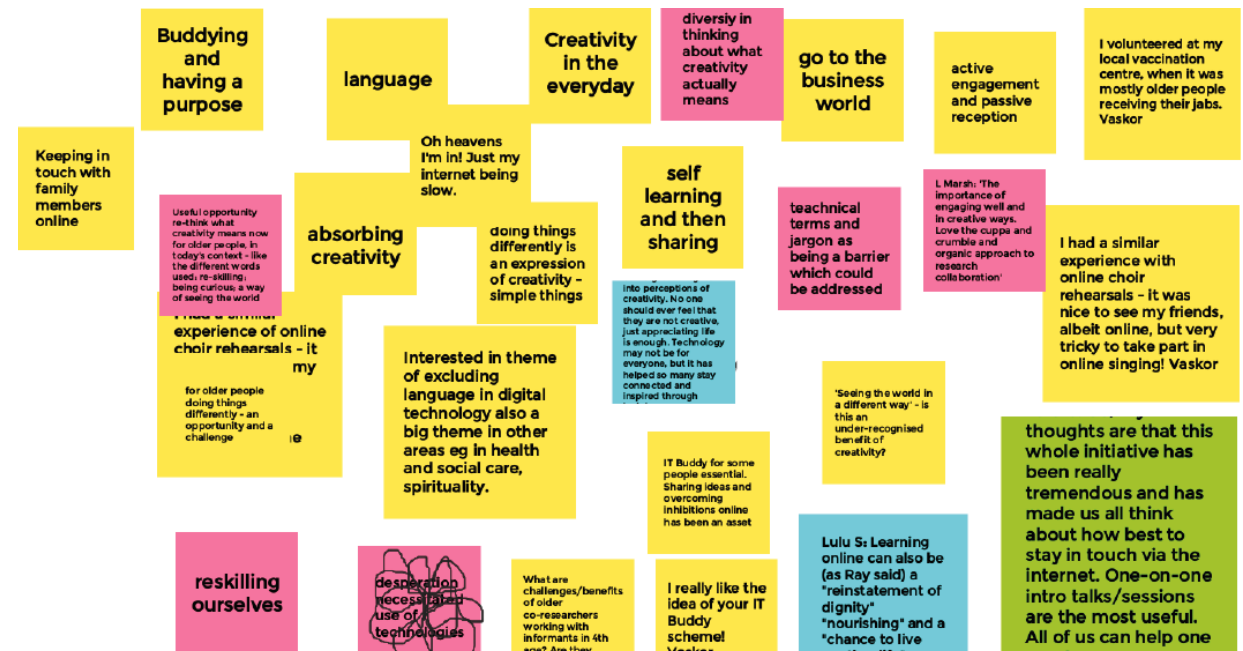 Buddying
and
having a
purpose
language
Creativity
in the
everyday
diversiy in
thinking
about what
creativity
actually
means
go to the
business
world
active
engagement
and passive
reception
I volunteered at my
local vaccination
centre, when it was
mostly older people
receiving their jabs.
Vaskor
Keeping in
touch with
family
members
online
Oh heavens
I'm in! Just my
internet being
slow.
self
learning
and then
sharing
Useful opportunity
re-think what
creativity means now
for older people, in
today's context - like
the different words
used; re-skilling;
being curious; a way
of seeing the world
absorbing
creativity
doing things
differently is
an expression
of creativity -
simple things
teachnical
terms and
jargon as
being a barrier
which could
be addressed
L Marsh: 'The
importance of
engaging well and
in creative ways.
Love the cuppa and
crumble and
organic approach to
research
collaboration'
I had a similar
experience with
online choir
rehearsals - it was
nice to see my friends,
albeit online, but very
tricky to take part in
online singing! Vaskor
I had a similar
experience of online
choir rehearsals - it
my
for older people
doing things
differently - an
opportunity and a
challenge
Interested in theme
of excluding
language in digital
technology also a
big theme in other
areas eg in health
and social care,
spirituality.
into perceptions of
creativity. No one
should ever feel that
they are not creative,
just appreciating life
is enough. Technology
may not be for
everyone, but it has
helped so many stay
connected and
inspired through
'Seeing the world in
a different way' - is
this an
under-recognised
benefit of
creativity?
IT Buddy for some
people essential.
Sharing ideas and
overcoming
inhibitions online
has been an asset
thoughts are that this
whole initiative has
been really
tremendous and has
made us all think
about how best to
stay in touch via the
internet. One-on-one
intro talks/sessions
are the most useful.
All of us can help one
reskilling
ourselves
desperation
necessitated
use of
technologies
What are
challenges/benefits
of older
co-researchers
working with
informants in 4th
age? Are they
I really like the
idea of your IT
Buddy
scheme!
Vaskor
Lulu S: Learning
online can also be
(as Ray said) a
"reinstatement of
dignity"
"nourishing" and a
"chance to live